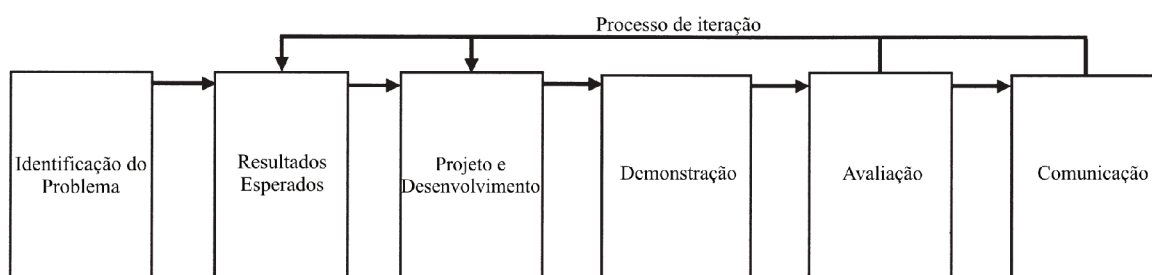 Processo de iteração
Identificação do
Problema
Resultados
Esperados
Projeto e
Desenvolvimento
Demonstração
Avaliação
Comunicação